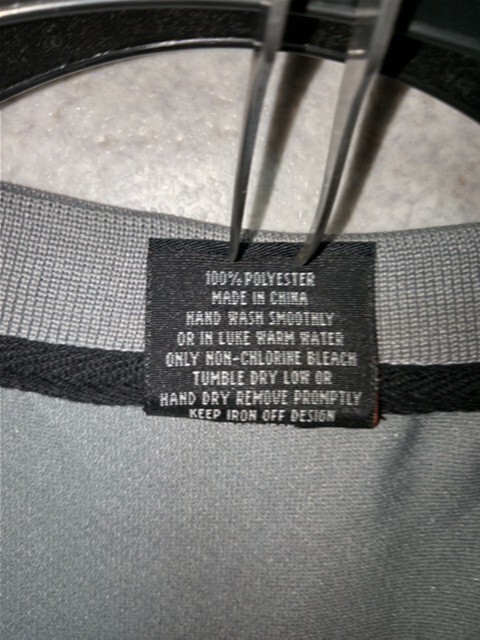 100% POLYESTER
MADE IN CHINA
HAND WASH SMOOTHLY
OR IN LUKE WARM WATER
ONLY NON-CHLORINE BLEACH
TUMBLE DRY LOW OR
HAND DRY REMOVE PROMPTLY
KEEP IRON OFF DESIGN